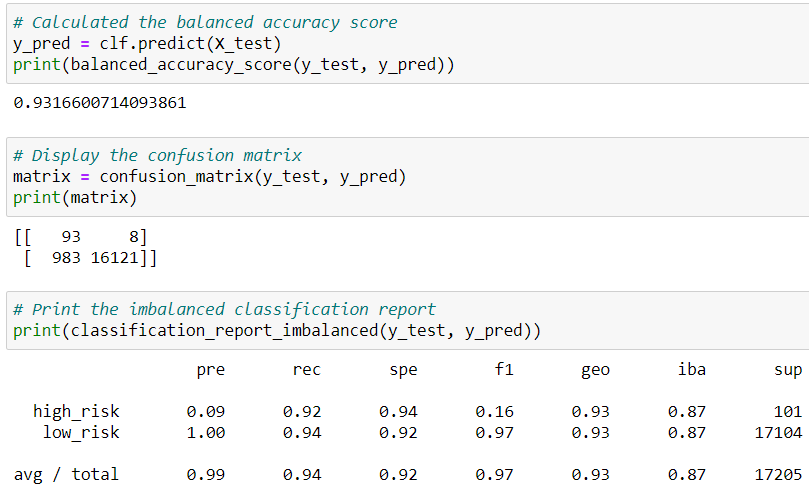 # Calculated the balanced accuracy score
y_pred = clf.predict(X_test)
print(balanced_accuracy_score(y_test, y_pred))
0.9316600714093861
# Display the confusion matrix
matrix = confusion_matrix(y_test, y_pred)
print(matrix)
[[   93     8]
 [  983 16121]]
# Print the imbalanced classification report
print(classification_report_imbalanced(y_test, y_pred))
pre rec spe f1 geo iba sup
high_risk 0.09 0.92 0.94 0.16 0.93 0.87 101
low_risk 1.00 0.94 0.92 0.97 0.93 0.87 17104
avg / total 0.99 0.94 0.92 0.97 0.93 0.87 17205